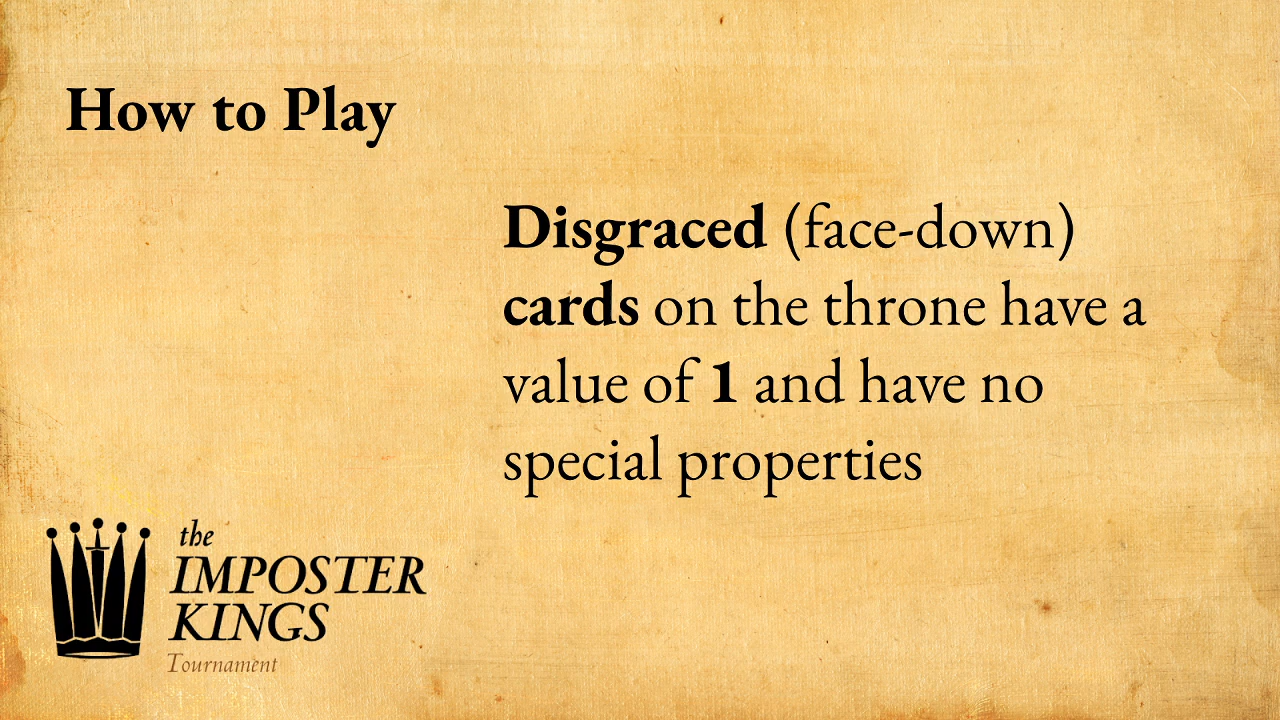 How to Play
Disgraced (face-down)
cards on the throne have a
value of 1 and have no
special properties
the
IMPOSTER
KINGS
Tournament